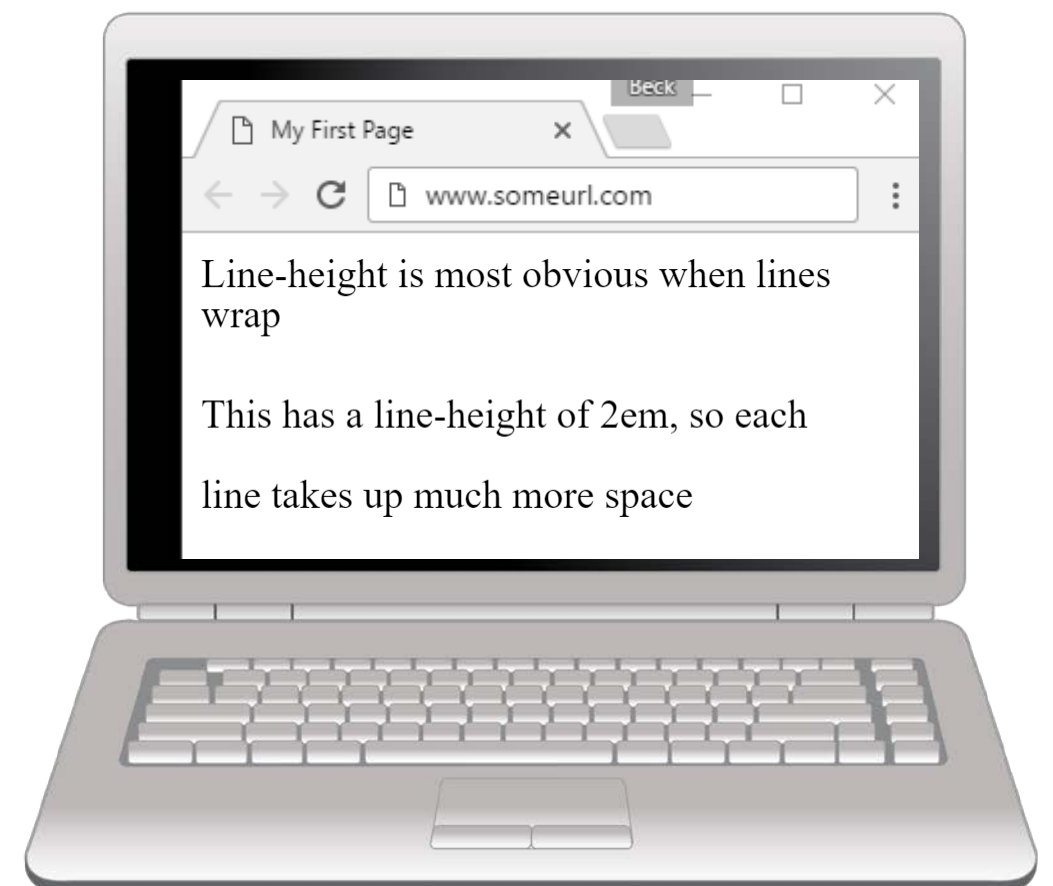 Beck
My First Page
www.someurl.com
Line-height is most obvious when lines
wrap
This has a line-height of 2em, so each
line takes up much more space